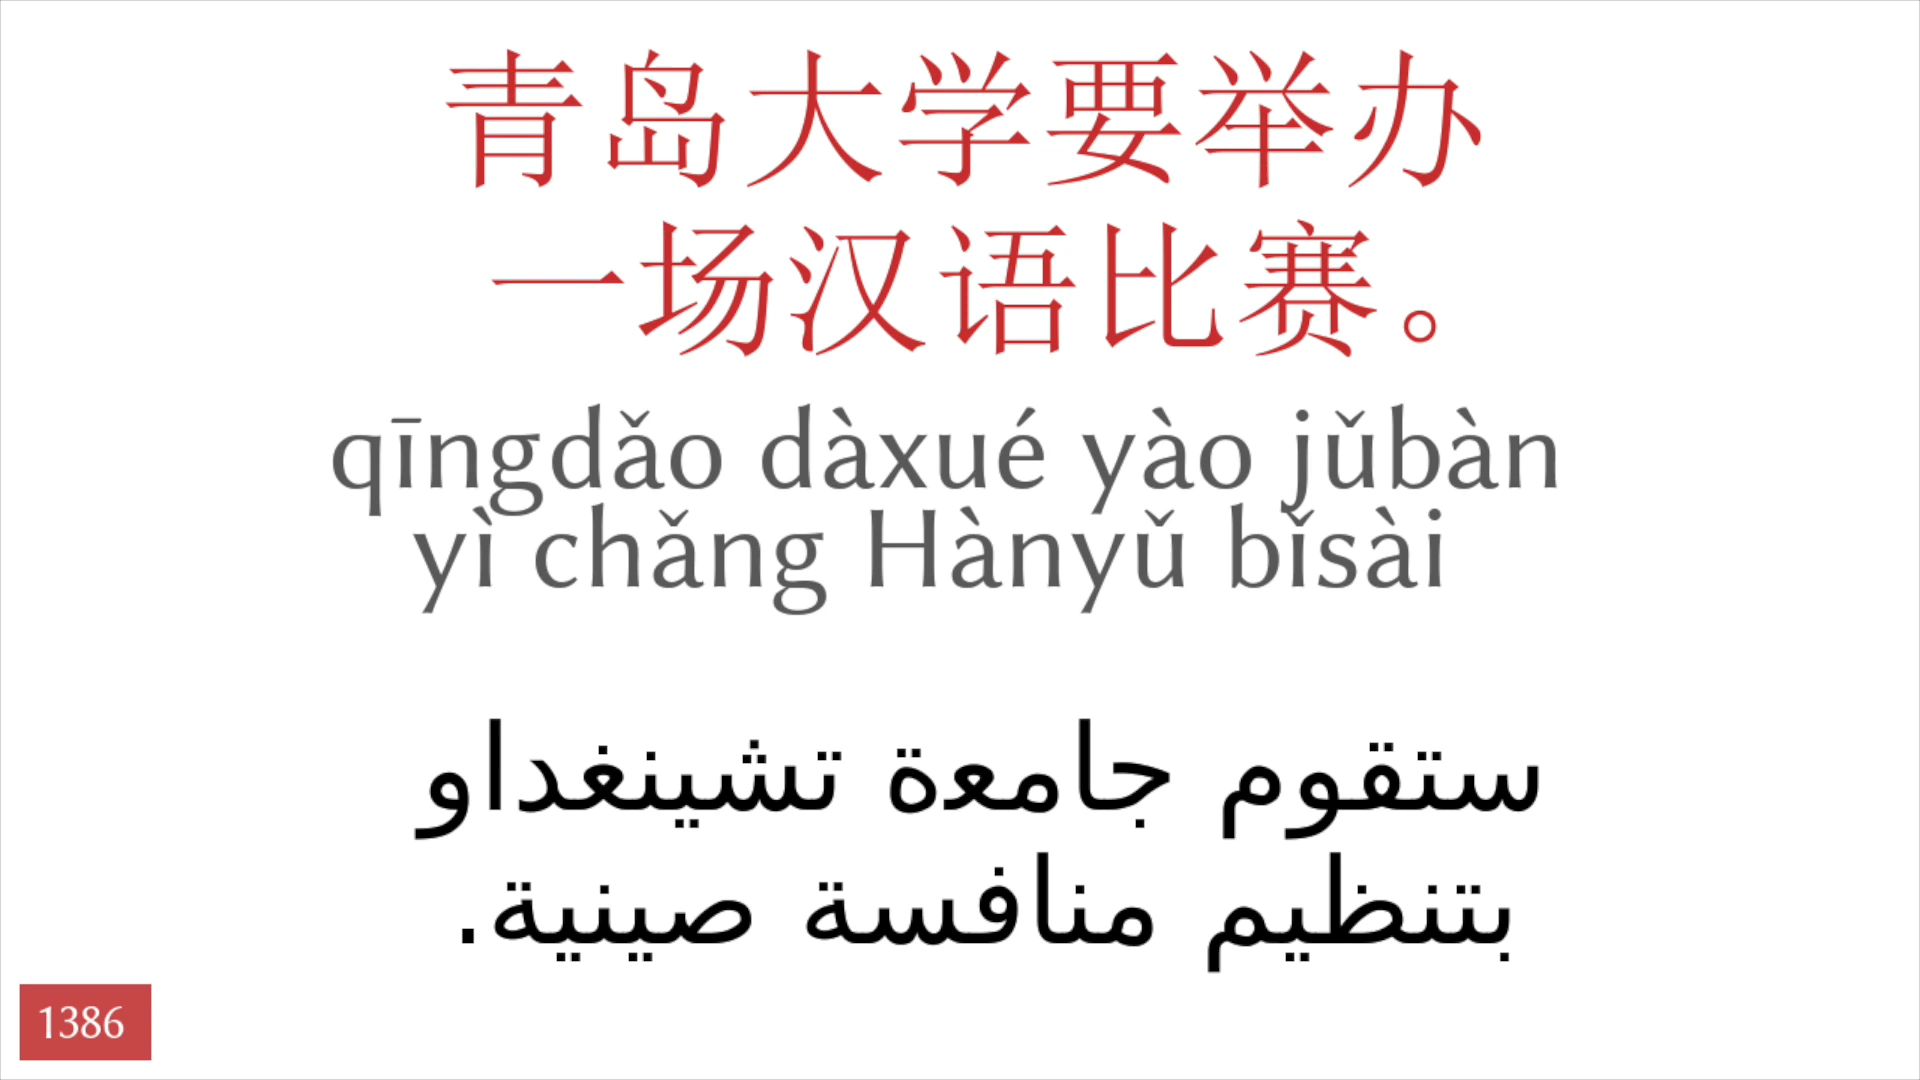 青岛大学要举办
一场汉语比赛。
qīngdǎo dàxué yào jǔbàn
yì chǎng Hànyǔ bǐsài
ستقوم جامعة تشينغداو
بتنظيم منافسة صينية.
1386